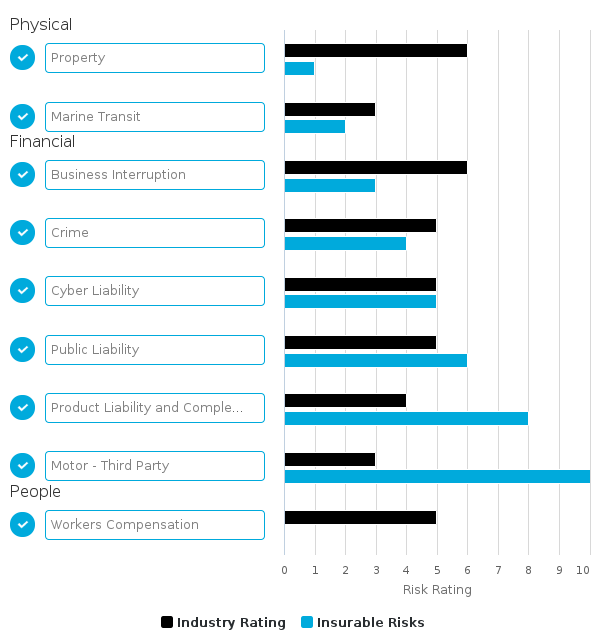 Physical
Property
Marine Transit
Financial
Business Interruption
Crime
Cyber Liability
Public Liability
Product Liability and Comple...
Motor - Third Party
People
Workers Compensation
0 1 2 3 4 5 6 7 8 9 10
Risk Rating
Industry Rating Insurable Risks